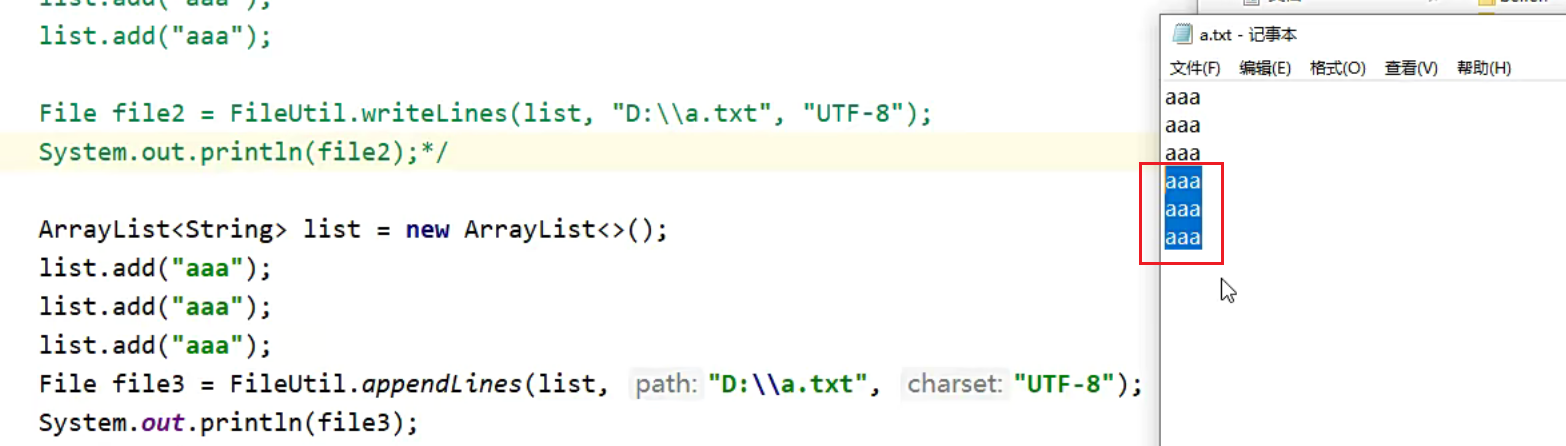 list.add("aaa");
list.add("aaa");
File file2 = FileUtil.writeLines(list, "D:\\a.txt", "UTF-8");
System.out.println(file2);*/
ArrayList<String> list = new ArrayList<>();
list.add("aaa");
list.add("aaa");
list.add("aaa");
File file3 = FileUtil.appendLines(list, path: "D:\\a.txt", charset: "UTF-8");
System.out.println(file3);
a.txt - 记事本
文件(F) 编辑(E) 格式(O) 查看(V) 帮助(H)
aaa
aaa
aaa
aaa
aaa
aaa